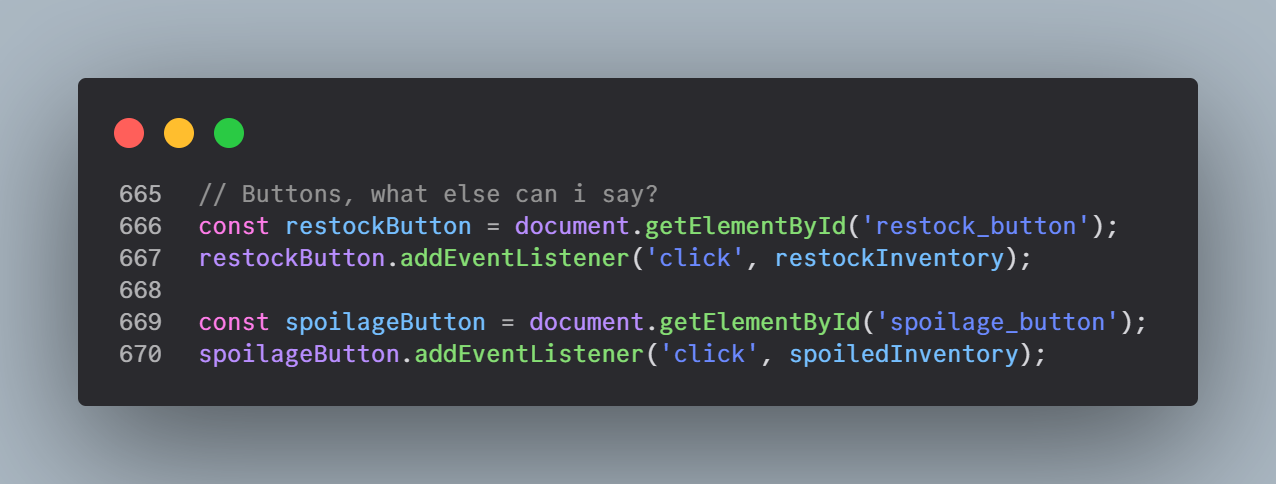 665 // Buttons, what else can i say?
666 const restockButton = document.getElementById('restock_button');
667 restockButton.addEventListener('click', restockInventory);
668
669 const spoilageButton = document.getElementById('spoilage_button');
670 spoilageButton.addEventListener('click', spoiledInventory);